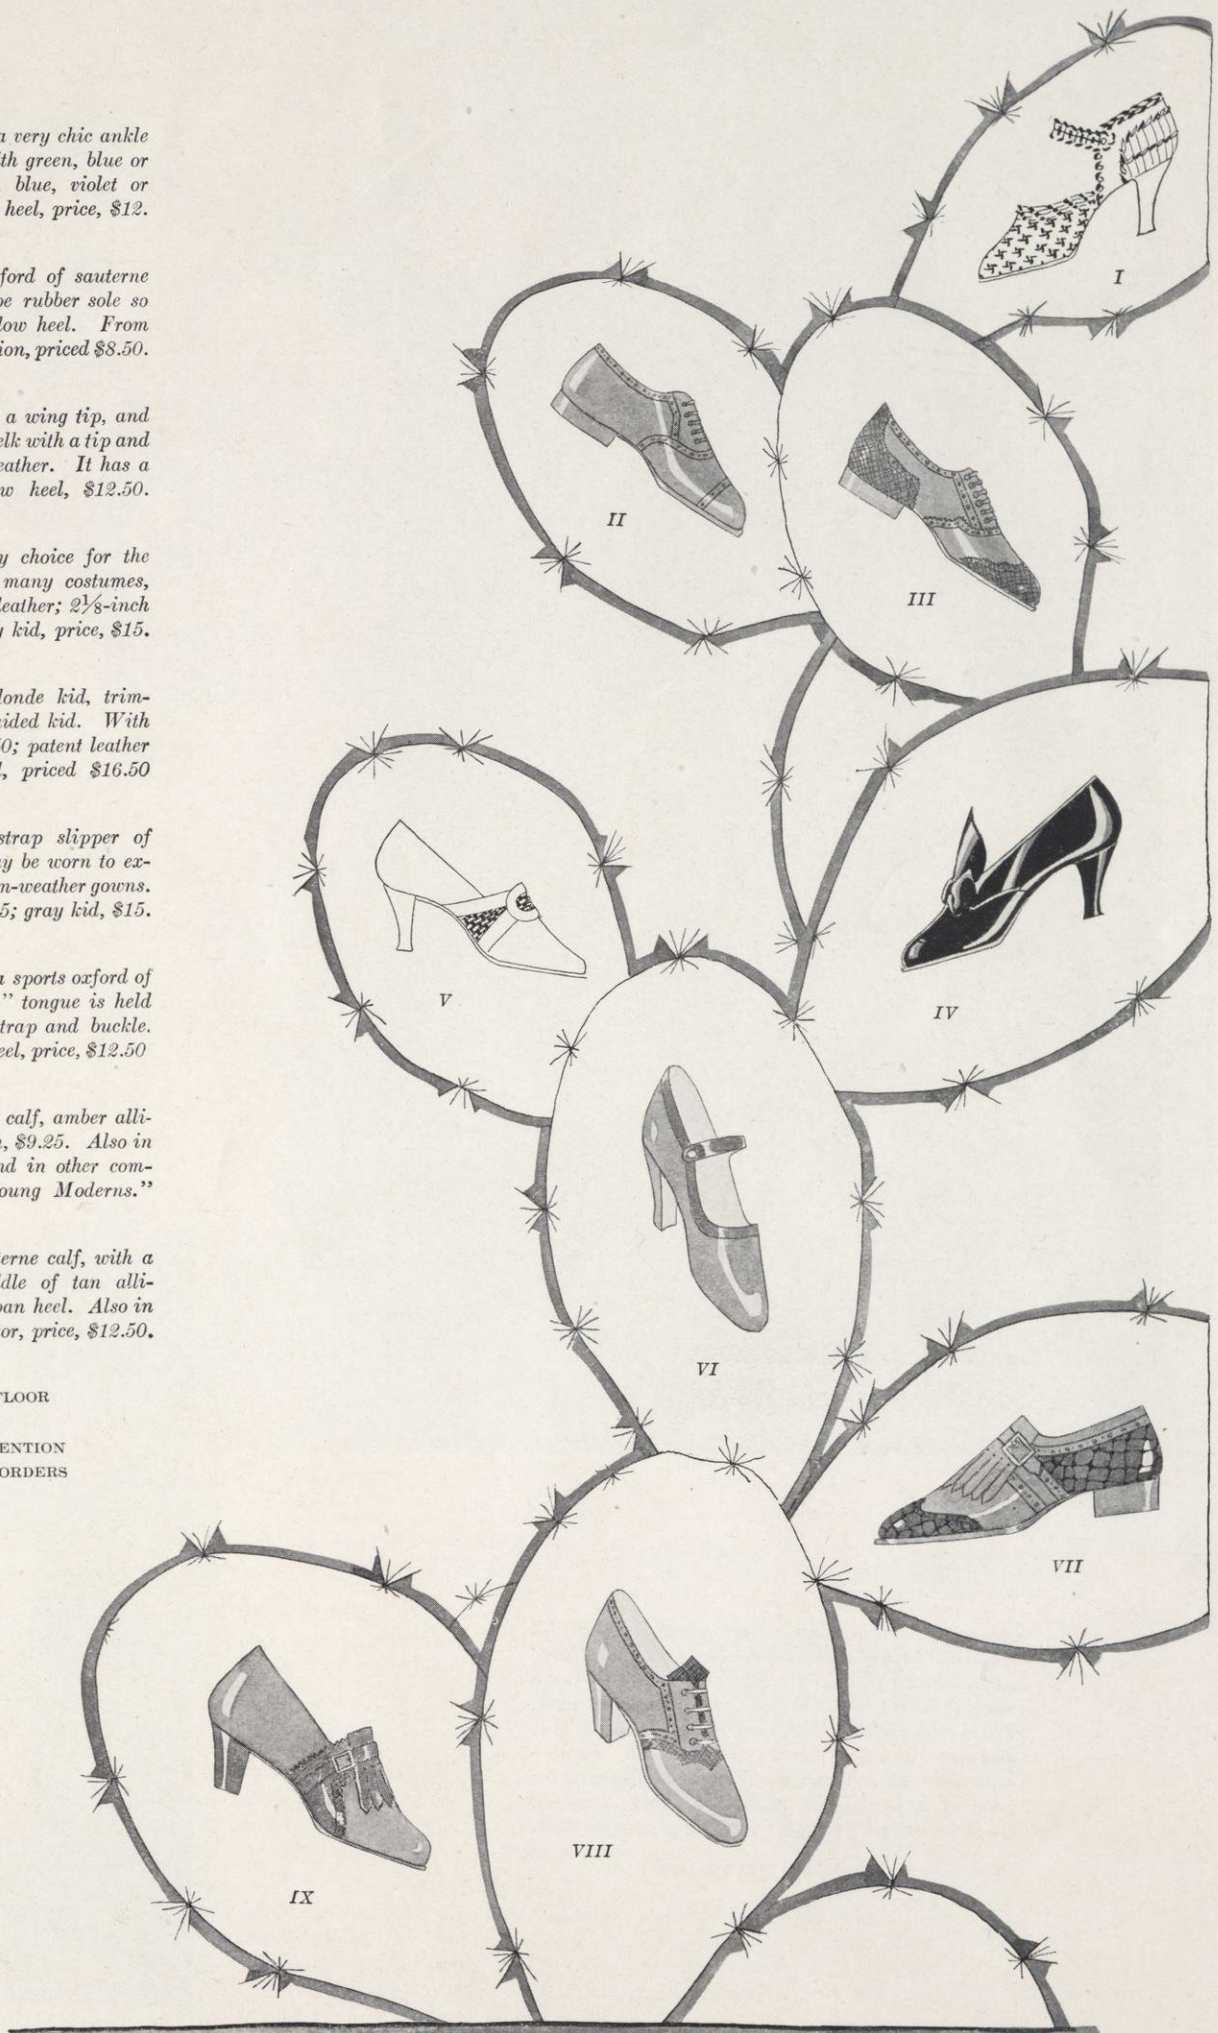 a very chic ankle
th green, blue or
blue, violet or
heel, price, $12.
ford of sauterne
pe rubber sole so
low heel. From
ion, priced $8.50.
a wing tip, and
elk with a tip and
eather. It has a
w heel, $12.50.
y choice for the
many costumes,
leather; 2⅛-inch
y kid, price, $15.
londe kid, trim-
ided kid. With
50; patent leather
l, priced $16.50
strap slipper of
ay be worn to ex-
m-weather gowns.
5; gray kid, $15.
a sports oxford of
” tongue is held
trap and buckle.
eel, price, $12.50
calf, amber alli-
n, $9.25. Also in
nd in other com-
oung Moderns.”
erne calf, with a
dle of tan alli-
ban heel. Also in
or, price, $12.50.
FLOOR
ENTION
ORDERS
I
II
III
IV
V
VI
VII
VIII
IX